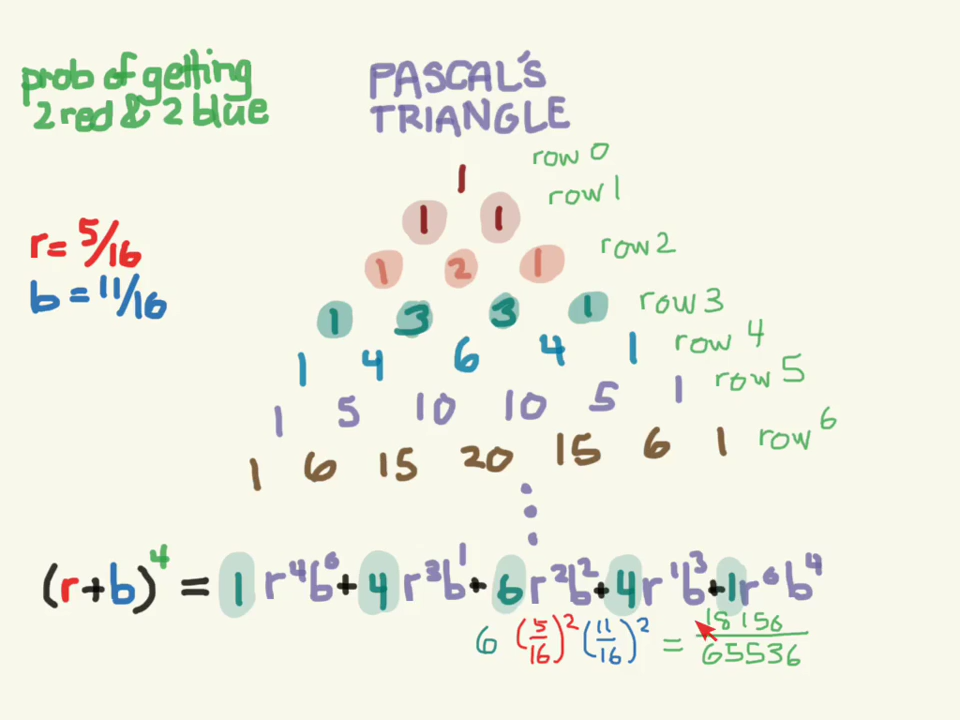 prob of getting
2 red & 2 blue
PASCAL'S
TRIANGLE
r = 5/16
b = 11/16
1 row 0
1 1 row 1
1 2 1 row 2
1 3 3 1 row 3
1 4 6 4 1 row 4
1 5 10 10 5 1 row 5
1 6 15 20 15 6 1 row 6
(r+b)⁴ = 1 r⁴b⁰ + 4 r³b¹ + 6 r²b² + 4 r¹b³ + 1 r⁰b⁴
6 (5/16)² (11/16)² = 18156/65536